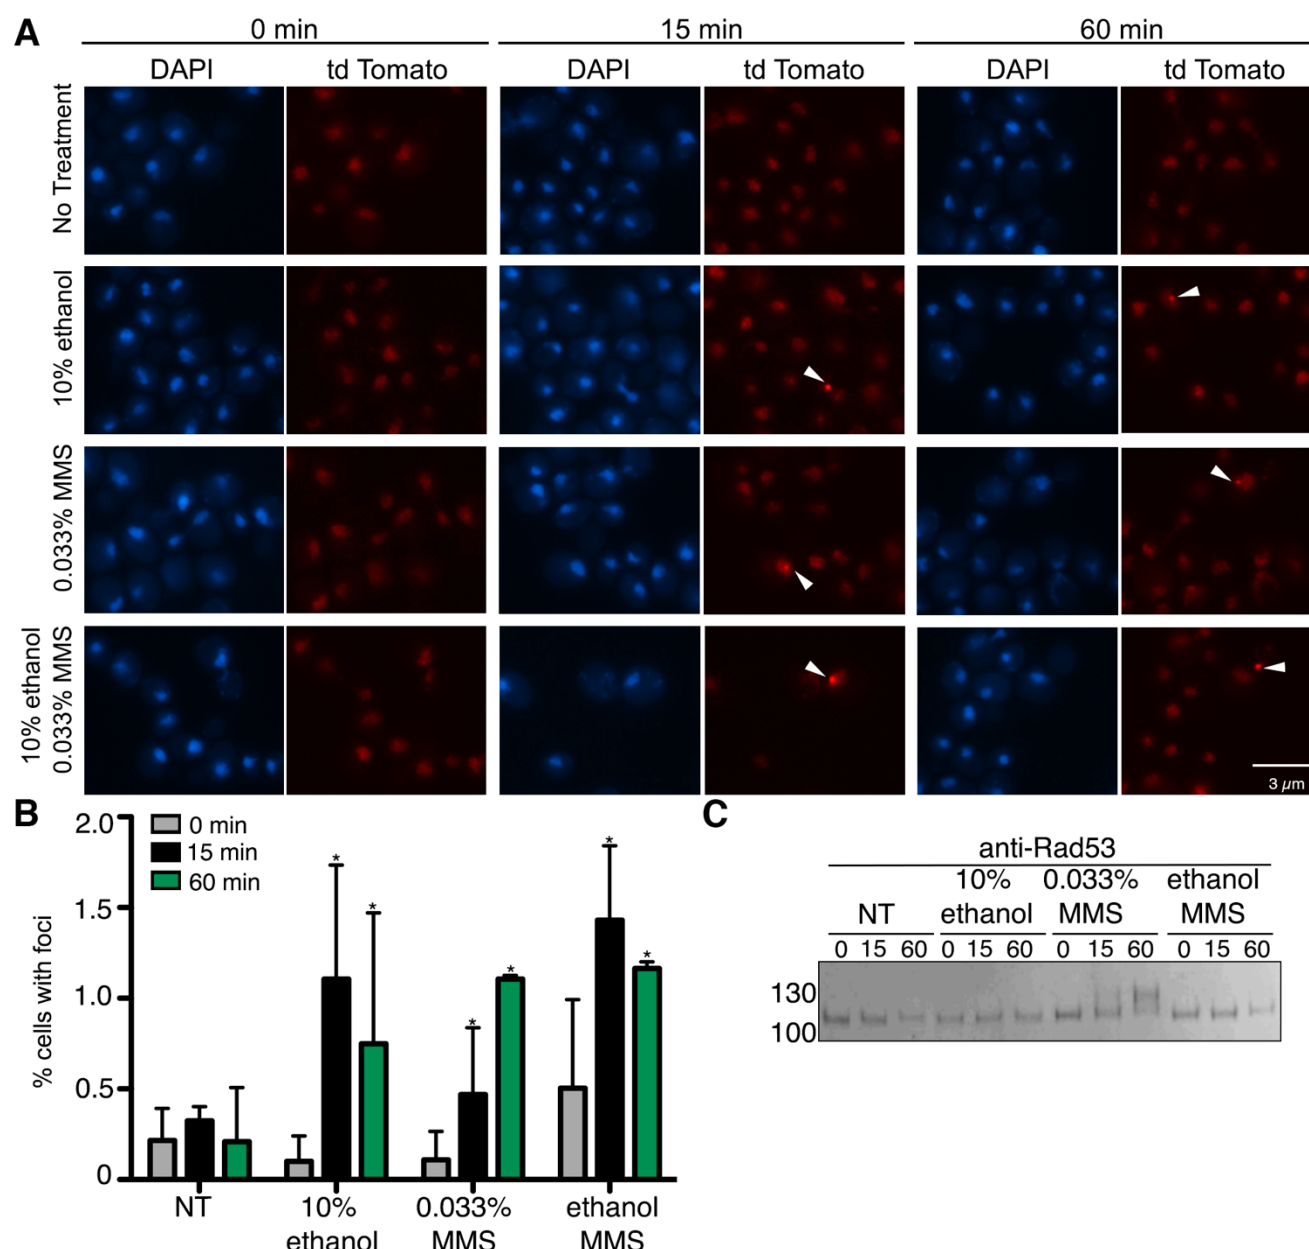 A
0 min 15 min 60 min
DAPI td Tomato DAPI td Tomato DAPI td Tomato
No Treatment
10% ethanol
0.033% MMS
10% ethanol
0.033% MMS
3 µm
B
% cells with foci
2.0
1.5
1.0
0.5
0
0 min
15 min
60 min
* * * * * *
NT 10% 0.033% ethanol
ethanol MMS MMS
C
anti-Rad53
10% 0.033% ethanol
NT ethanol MMS MMS
0 15 60 0 15 60 0 15 60 0 15 60
130
100